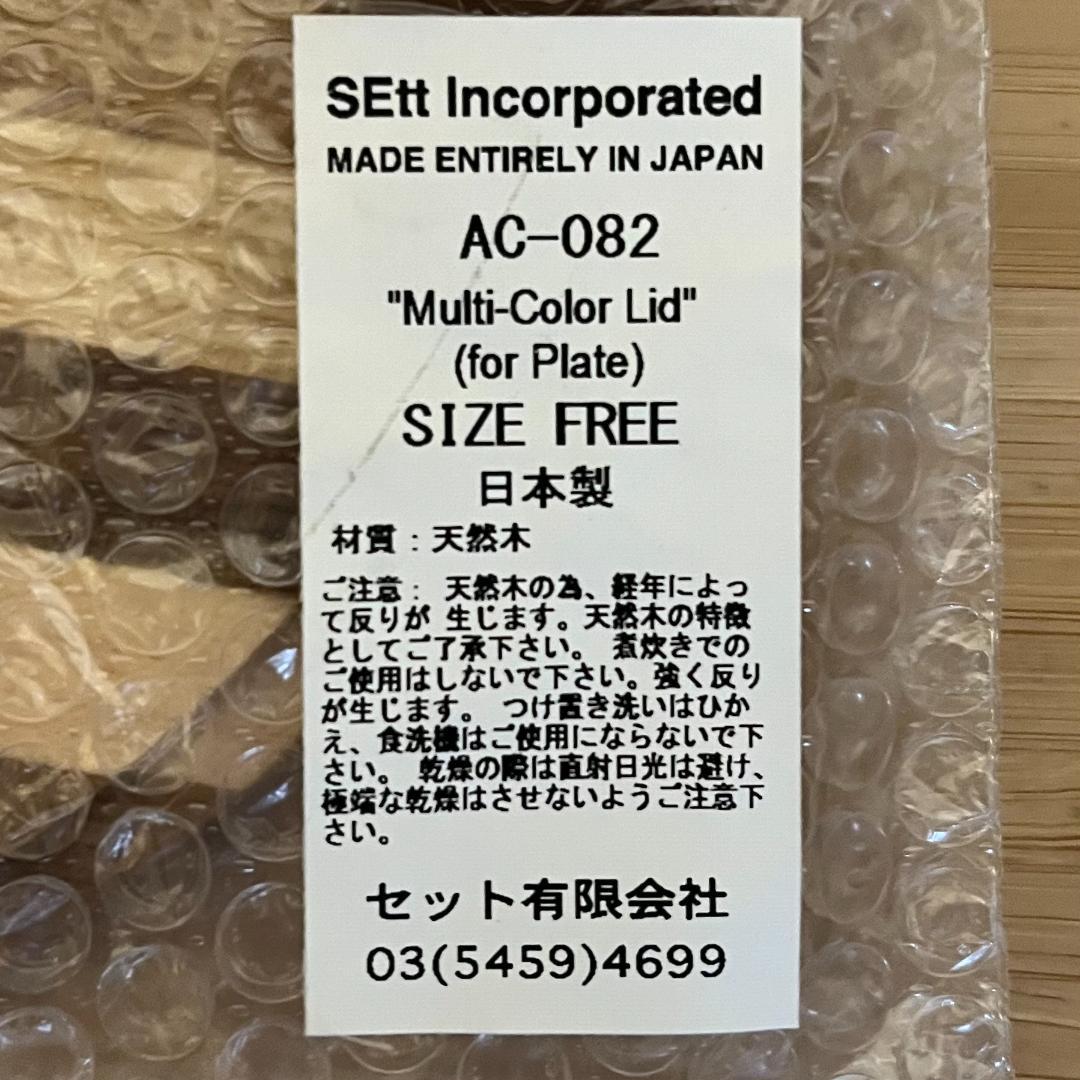 SEtt Incorporated
MADE ENTIRELY IN JAPAN
AC-082
"Multi-Color Lid"
(for Plate)
SIZE FREE
日本製
材質：天然木
ご注意： 天然木の為、経年によっ
て反りが 生じます。天然木の特徴
としてご了承下さい。 煮炊きでの
ご使用はしないで下さい。強く反り
が生じます。 つけ置き洗いはひか
え、食洗機はご使用にならないで下
さい。 乾燥の際は直射日光は避け、
極端な乾燥はさせないようご注意下
さい。
セット有限会社
03(5459)4699